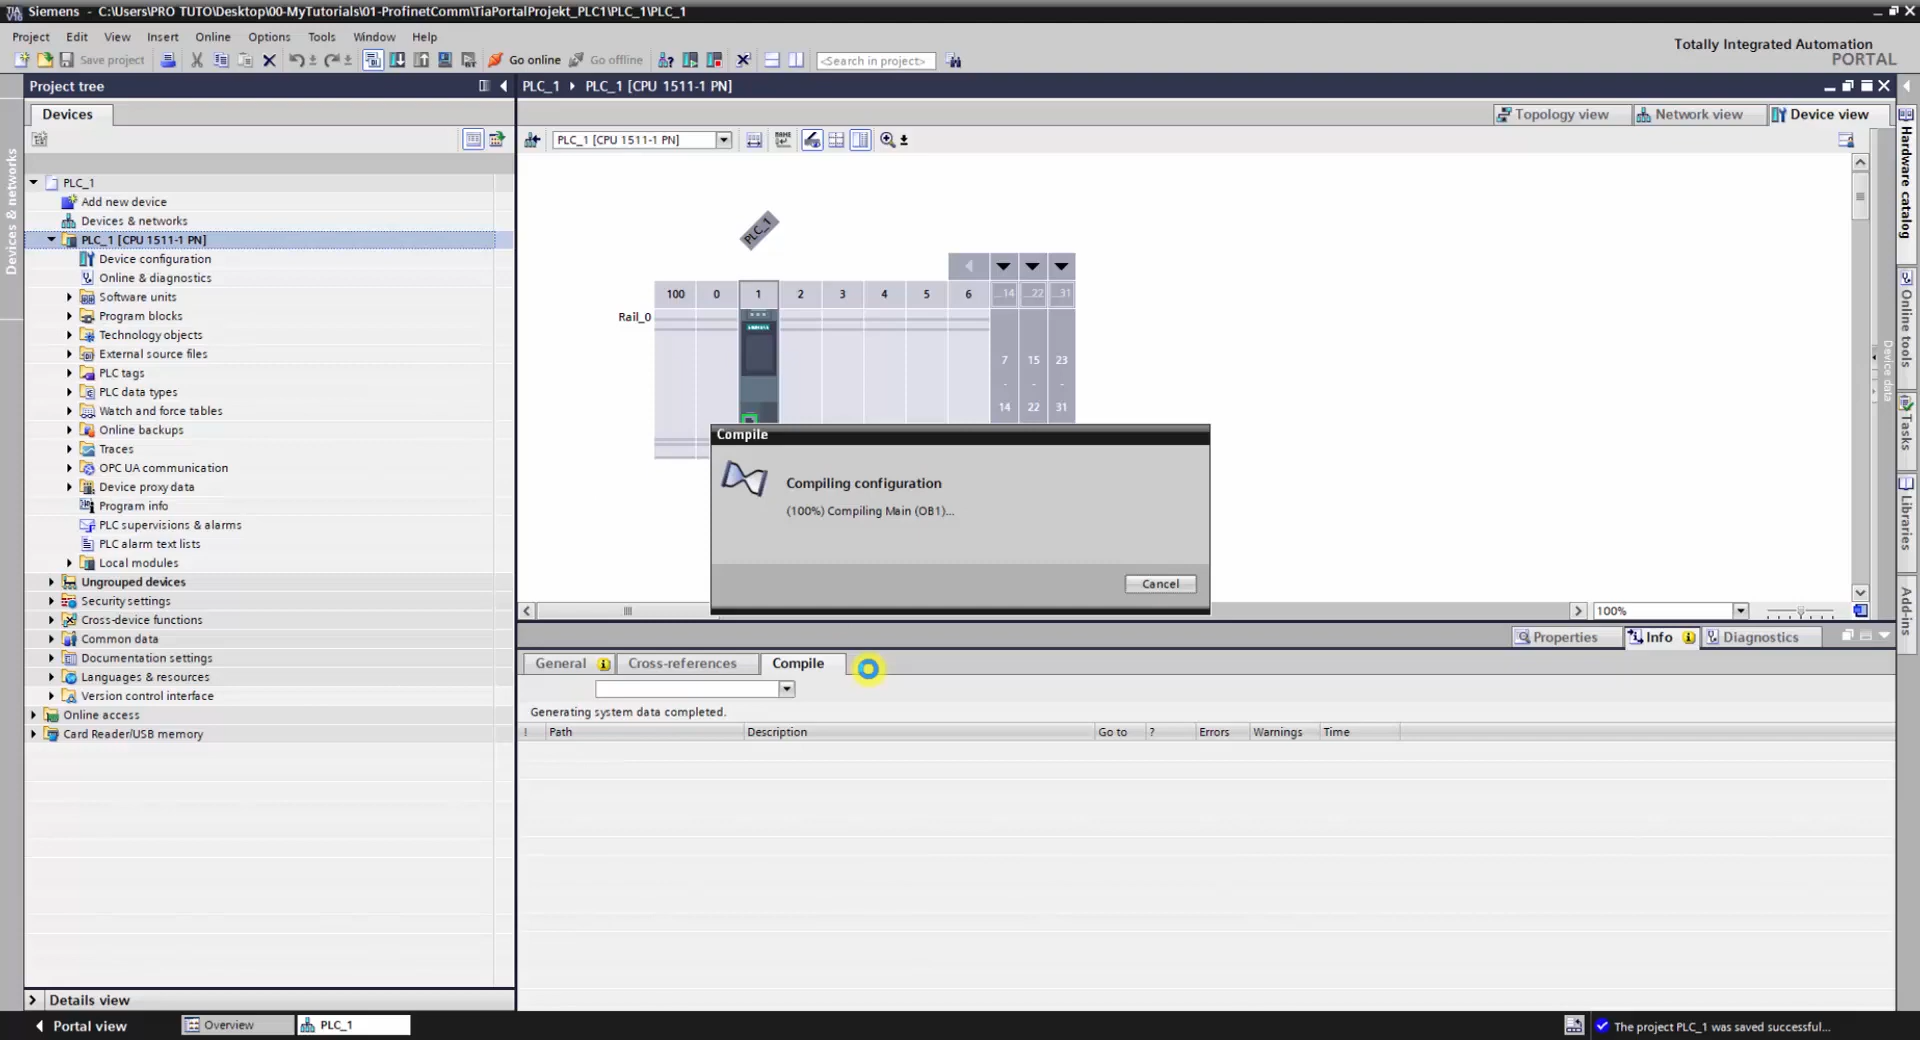 Siemens - C:\Users\PRO TUTO\Desktop\00-MyTutorials\01-ProfinetComm\TiaPortalProjekt_PLC1\PLC_1\PLC_1
Project Edit View Insert Online Options Tools Window Help
Totally Integrated Automation
PORTAL
Save project Go online Go offline <Search in project>
Project tree
PLC_1 PLC_1 [CPU 1511-1 PN]
Devices
Topology view Network view Device view
PLC_1 [CPU 1511-1 PN]
Devices & networks
PLC_1
Add new device
Devices & networks
PLC_1 [CPU 1511-1 PN]
Device configuration
Online & diagnostics
Software units
Program blocks
Technology objects
External source files
PLC tags
PLC data types
Watch and force tables
Online backups
Traces
OPC UA communication
Device proxy data
Program info
PLC supervisions & alarms
PLC alarm text lists
Local modules
Ungrouped devices
Security settings
Cross-device functions
Common data
Documentation settings
Languages & resources
Version control interface
Online access
Card Reader/USB memory
Details view
PLC_1
100 0 1 2 3 4 5 6 ...14 ...22 ...31
Rail_0
SIEMENS
7 15 23
- - -
14 22 31
Compile
Compiling configuration
(100%) Compiling Main (OB1)...
Cancel
100%
Device data
Hardware catalog
Online tools
Tasks
Libraries
Add-ins
Properties Info Diagnostics
General Cross-references Compile
Generating system data completed.
! Path Description Go to ? Errors Warnings Time
Portal view Overview PLC_1
The project PLC_1 was saved successful...